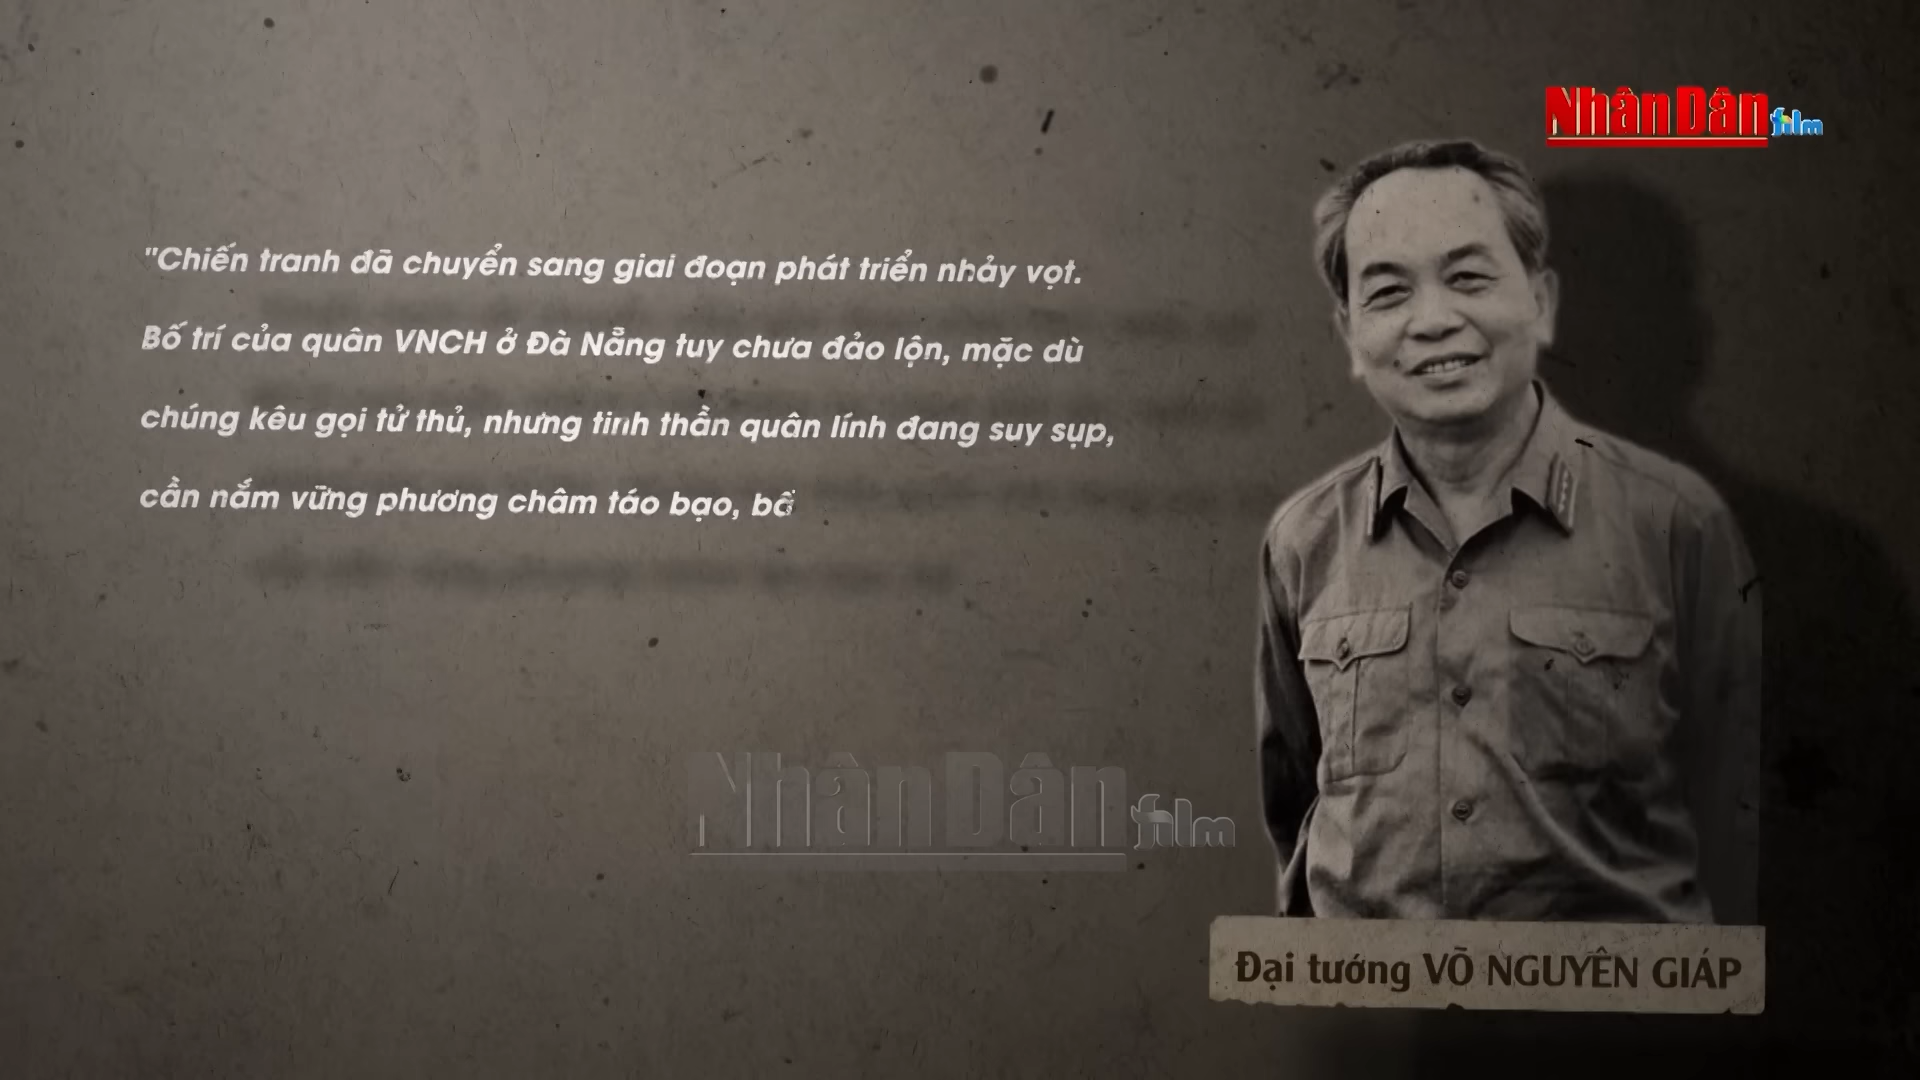 NhânDân film
"Chiến tranh đã chuyển sang giai đoạn phát triển nhảy vọt.
Bố trí của quân VNCH ở Đà Nẵng tuy chưa đảo lộn, mặc dù
chúng kêu gọi tử thủ, nhưng tinh thần quân lính đang suy sụp,
cần nắm vững phương châm táo bạo,
NhânDân film
Đại tướng VÕ NGUYÊN GIÁP